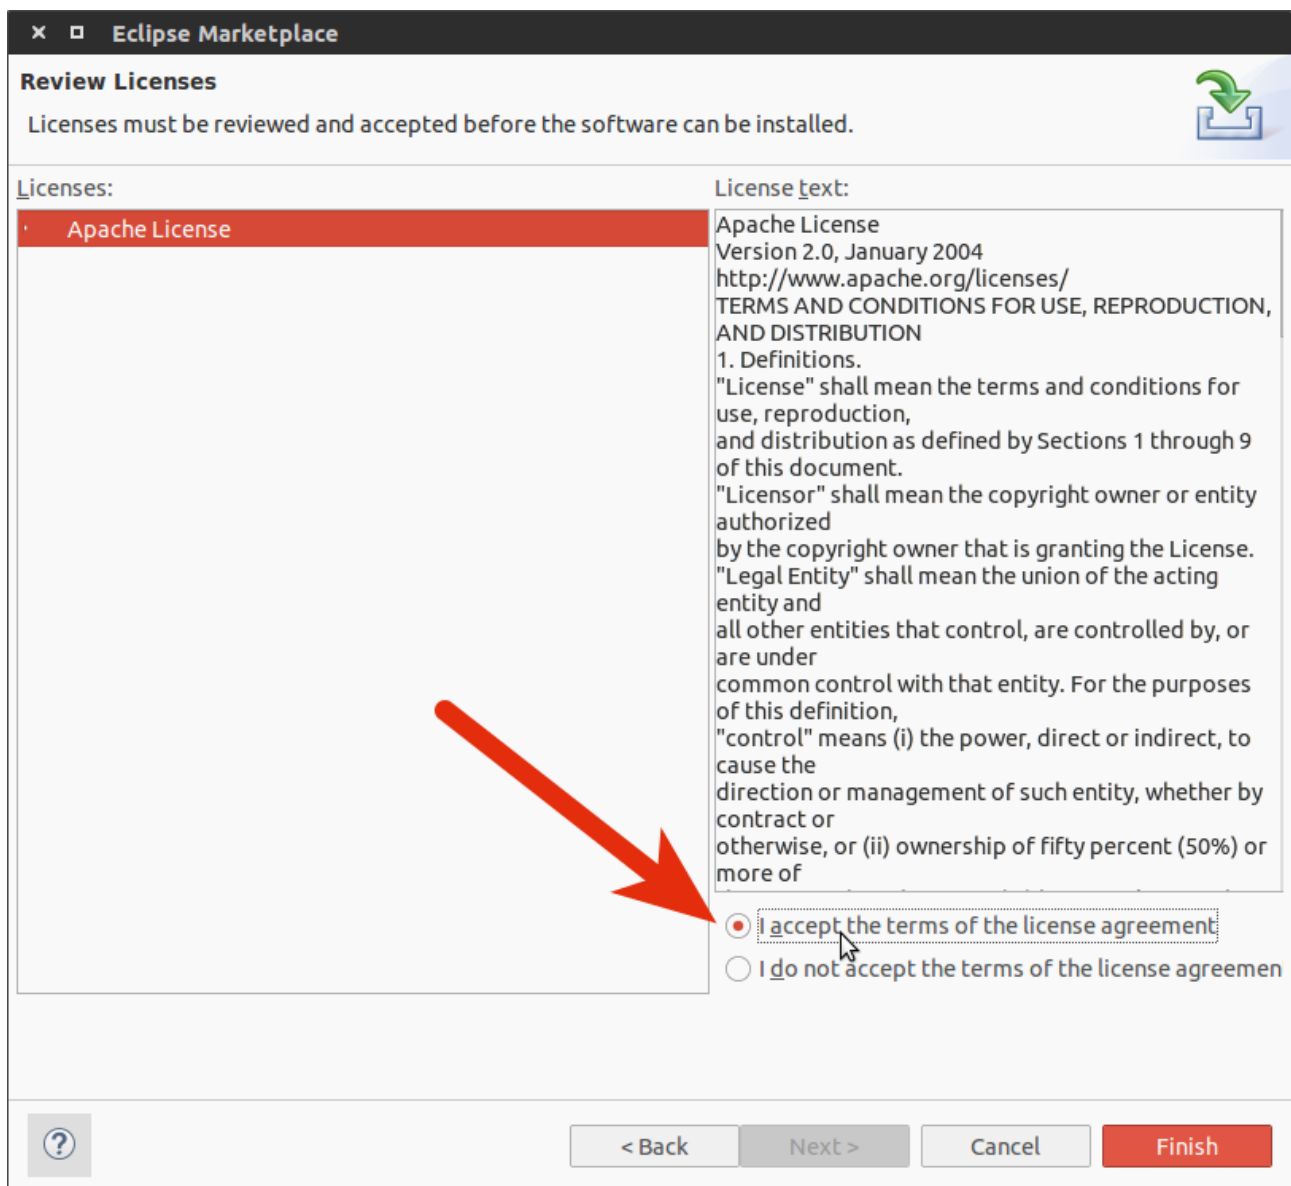 Eclipse Marketplace
Review Licenses
Licenses must be reviewed and accepted before the software can be installed.
Licenses:
Apache License
License text:
Apache License
Version 2.0, January 2004
http://www.apache.org/licenses/
TERMS AND CONDITIONS FOR USE, REPRODUCTION,
AND DISTRIBUTION
1. Definitions.
"License" shall mean the terms and conditions for
use, reproduction,
and distribution as defined by Sections 1 through 9
of this document.
"Licensor" shall mean the copyright owner or entity
authorized
by the copyright owner that is granting the License.
"Legal Entity" shall mean the union of the acting
entity and
all other entities that control, are controlled by, or
are under
common control with that entity. For the purposes
of this definition,
"control" means (i) the power, direct or indirect, to
cause the
direction or management of such entity, whether by
contract or
otherwise, or (ii) ownership of fifty percent (50%) or
more of
I accept the terms of the license agreement
I do not accept the terms of the license agreemen
?
< Back
Next >
Cancel
Finish